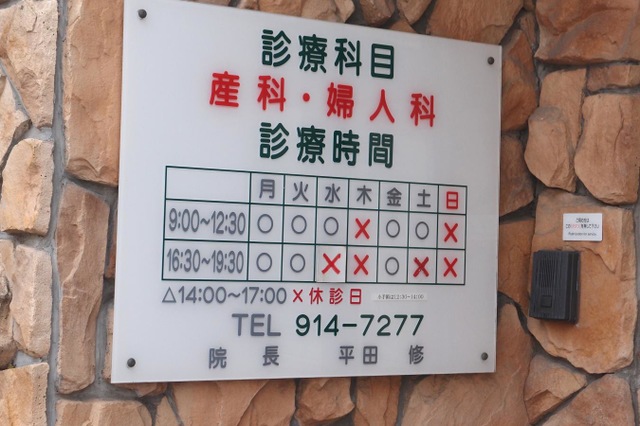 診療科目
産科・婦人科
診療時間
月 火 水 木 金 土 日
9:00~12:30 ○ ○ ○ × ○ ○ ×
16:30~19:30 ○ ○ × × ○ × ×
△14:00~17:00 ×休診日
TEL 914-7277
院長 平田 修